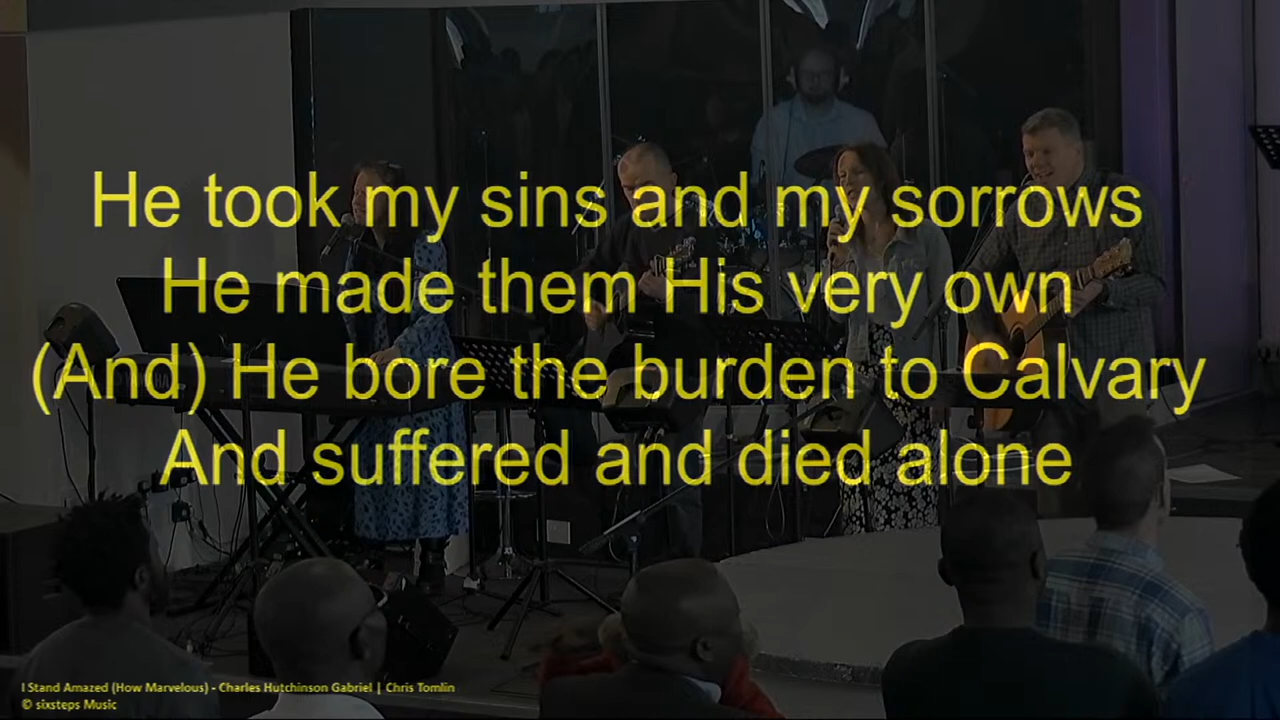 He took my sins and my sorrows
He made them His very own
(And) He bore the burden to Calvary
And suffered and died alone
YAMAHA
I Stand Amazed (How Marvelous) - Charles Hutchinson Gabriel | Chris Tomlin
© sixsteps Music